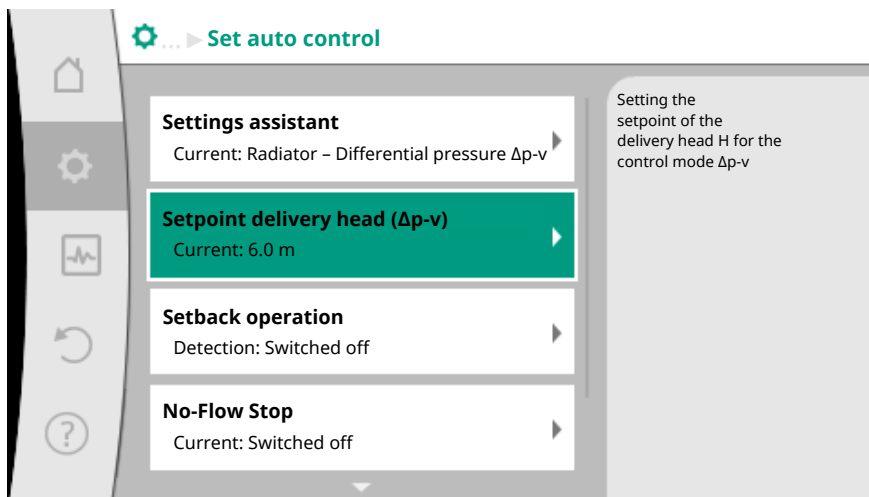 ... Set auto control
Settings assistant
Current: Radiator – Differential pressure Δp-v
Setpoint delivery head (Δp-v)
Current: 6.0 m
Setback operation
Detection: Switched off
No-Flow Stop
Current: Switched off
Setting the
setpoint of the
delivery head H for the
control mode Δp-v
?